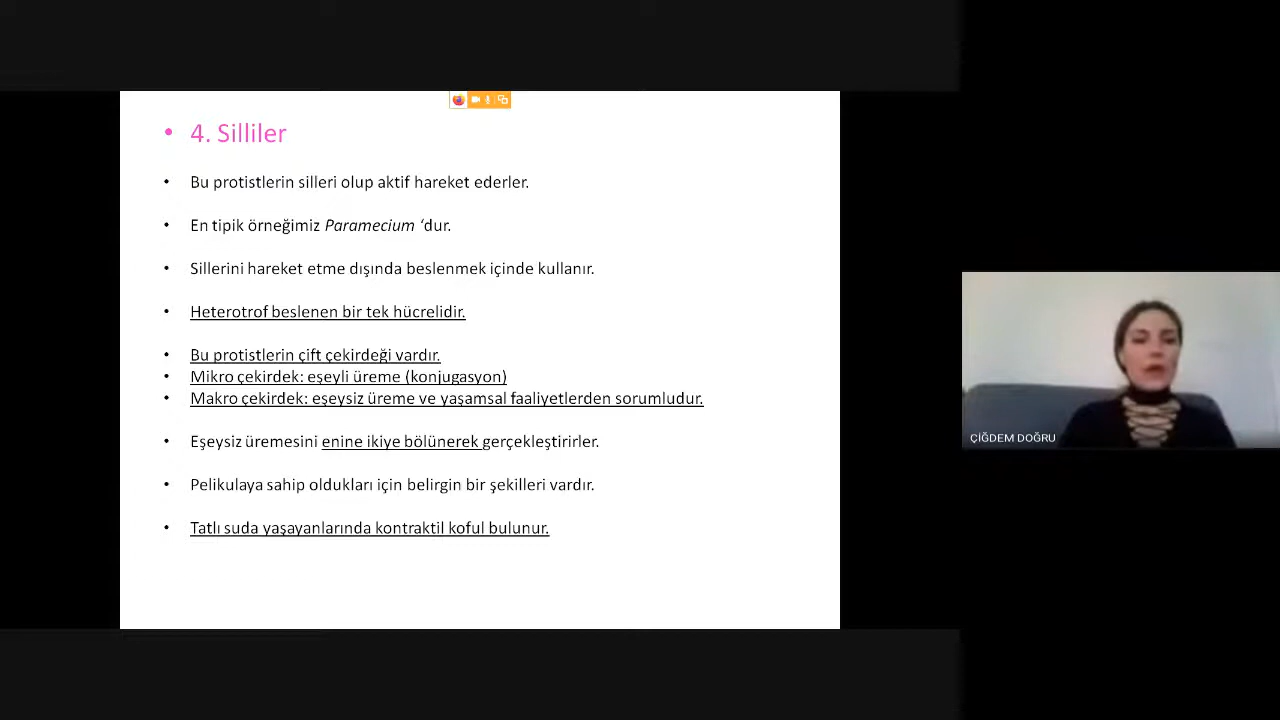 • 4. Silliler
• Bu protistlerin silleri olup aktif hareket ederler.
• En tipik örneğimiz Paramecium ‘dur.
• Sillerini hareket etme dışında beslenmek içinde kullanır.
• Heterotrof beslenen bir tek hücrelidir.
• Bu protistlerin çift çekirdeği vardır.
• Mikro çekirdek: eşeyli üreme (konjugasyon)
• Makro çekirdek: eşeysiz üreme ve yaşamsal faaliyetlerden sorumludur.
• Eşeysiz üremesini enine ikiye bölünerek gerçekleştirirler.
• Pelikulaya sahip oldukları için belirgin bir şekilleri vardır.
• Tatlı suda yaşayanlarında kontraktil koful bulunur.
ÇİĞDEM DOĞRU